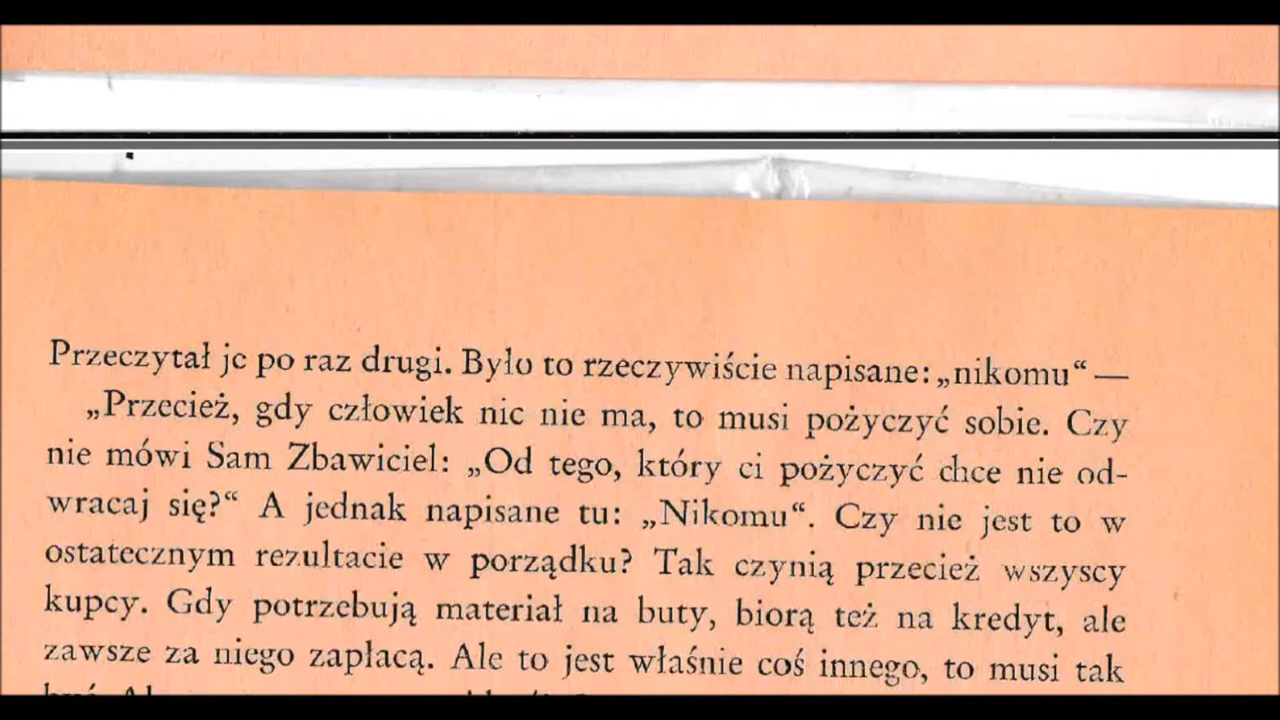 Przeczytał je po raz drugi. Było to rzeczywiście napisane: „nikomu“ —
„Przecież, gdy człowiek nic nie ma, to musi pożyczyć sobie. Czy
nie mówi Sam Zbawiciel: „Od tego, który ci pożyczyć chce nie od-
wracaj się?“ A jednak napisane tu: „Nikomu“. Czy nie jest to w
ostatecznym rezultacie w porządku? Tak czynią przecież wszyscy
kupcy. Gdy potrzebują materiał na buty, biorą też na kredyt, ale
zawsze za niego zapłacą. Ale to jest właśnie coś innego, to musi tak